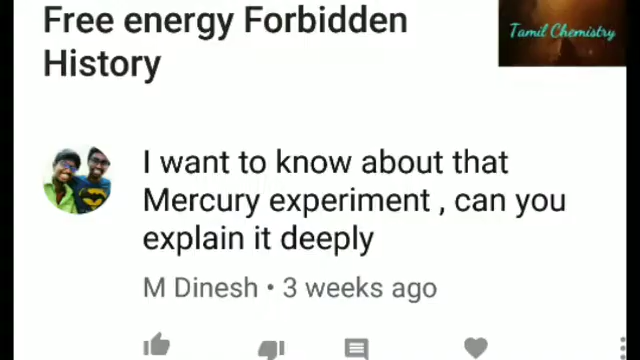 Free energy Forbidden
History
Tamil Chemistry
I want to know about that
Mercury experiment , can you
explain it deeply
M Dinesh • 3 weeks ago